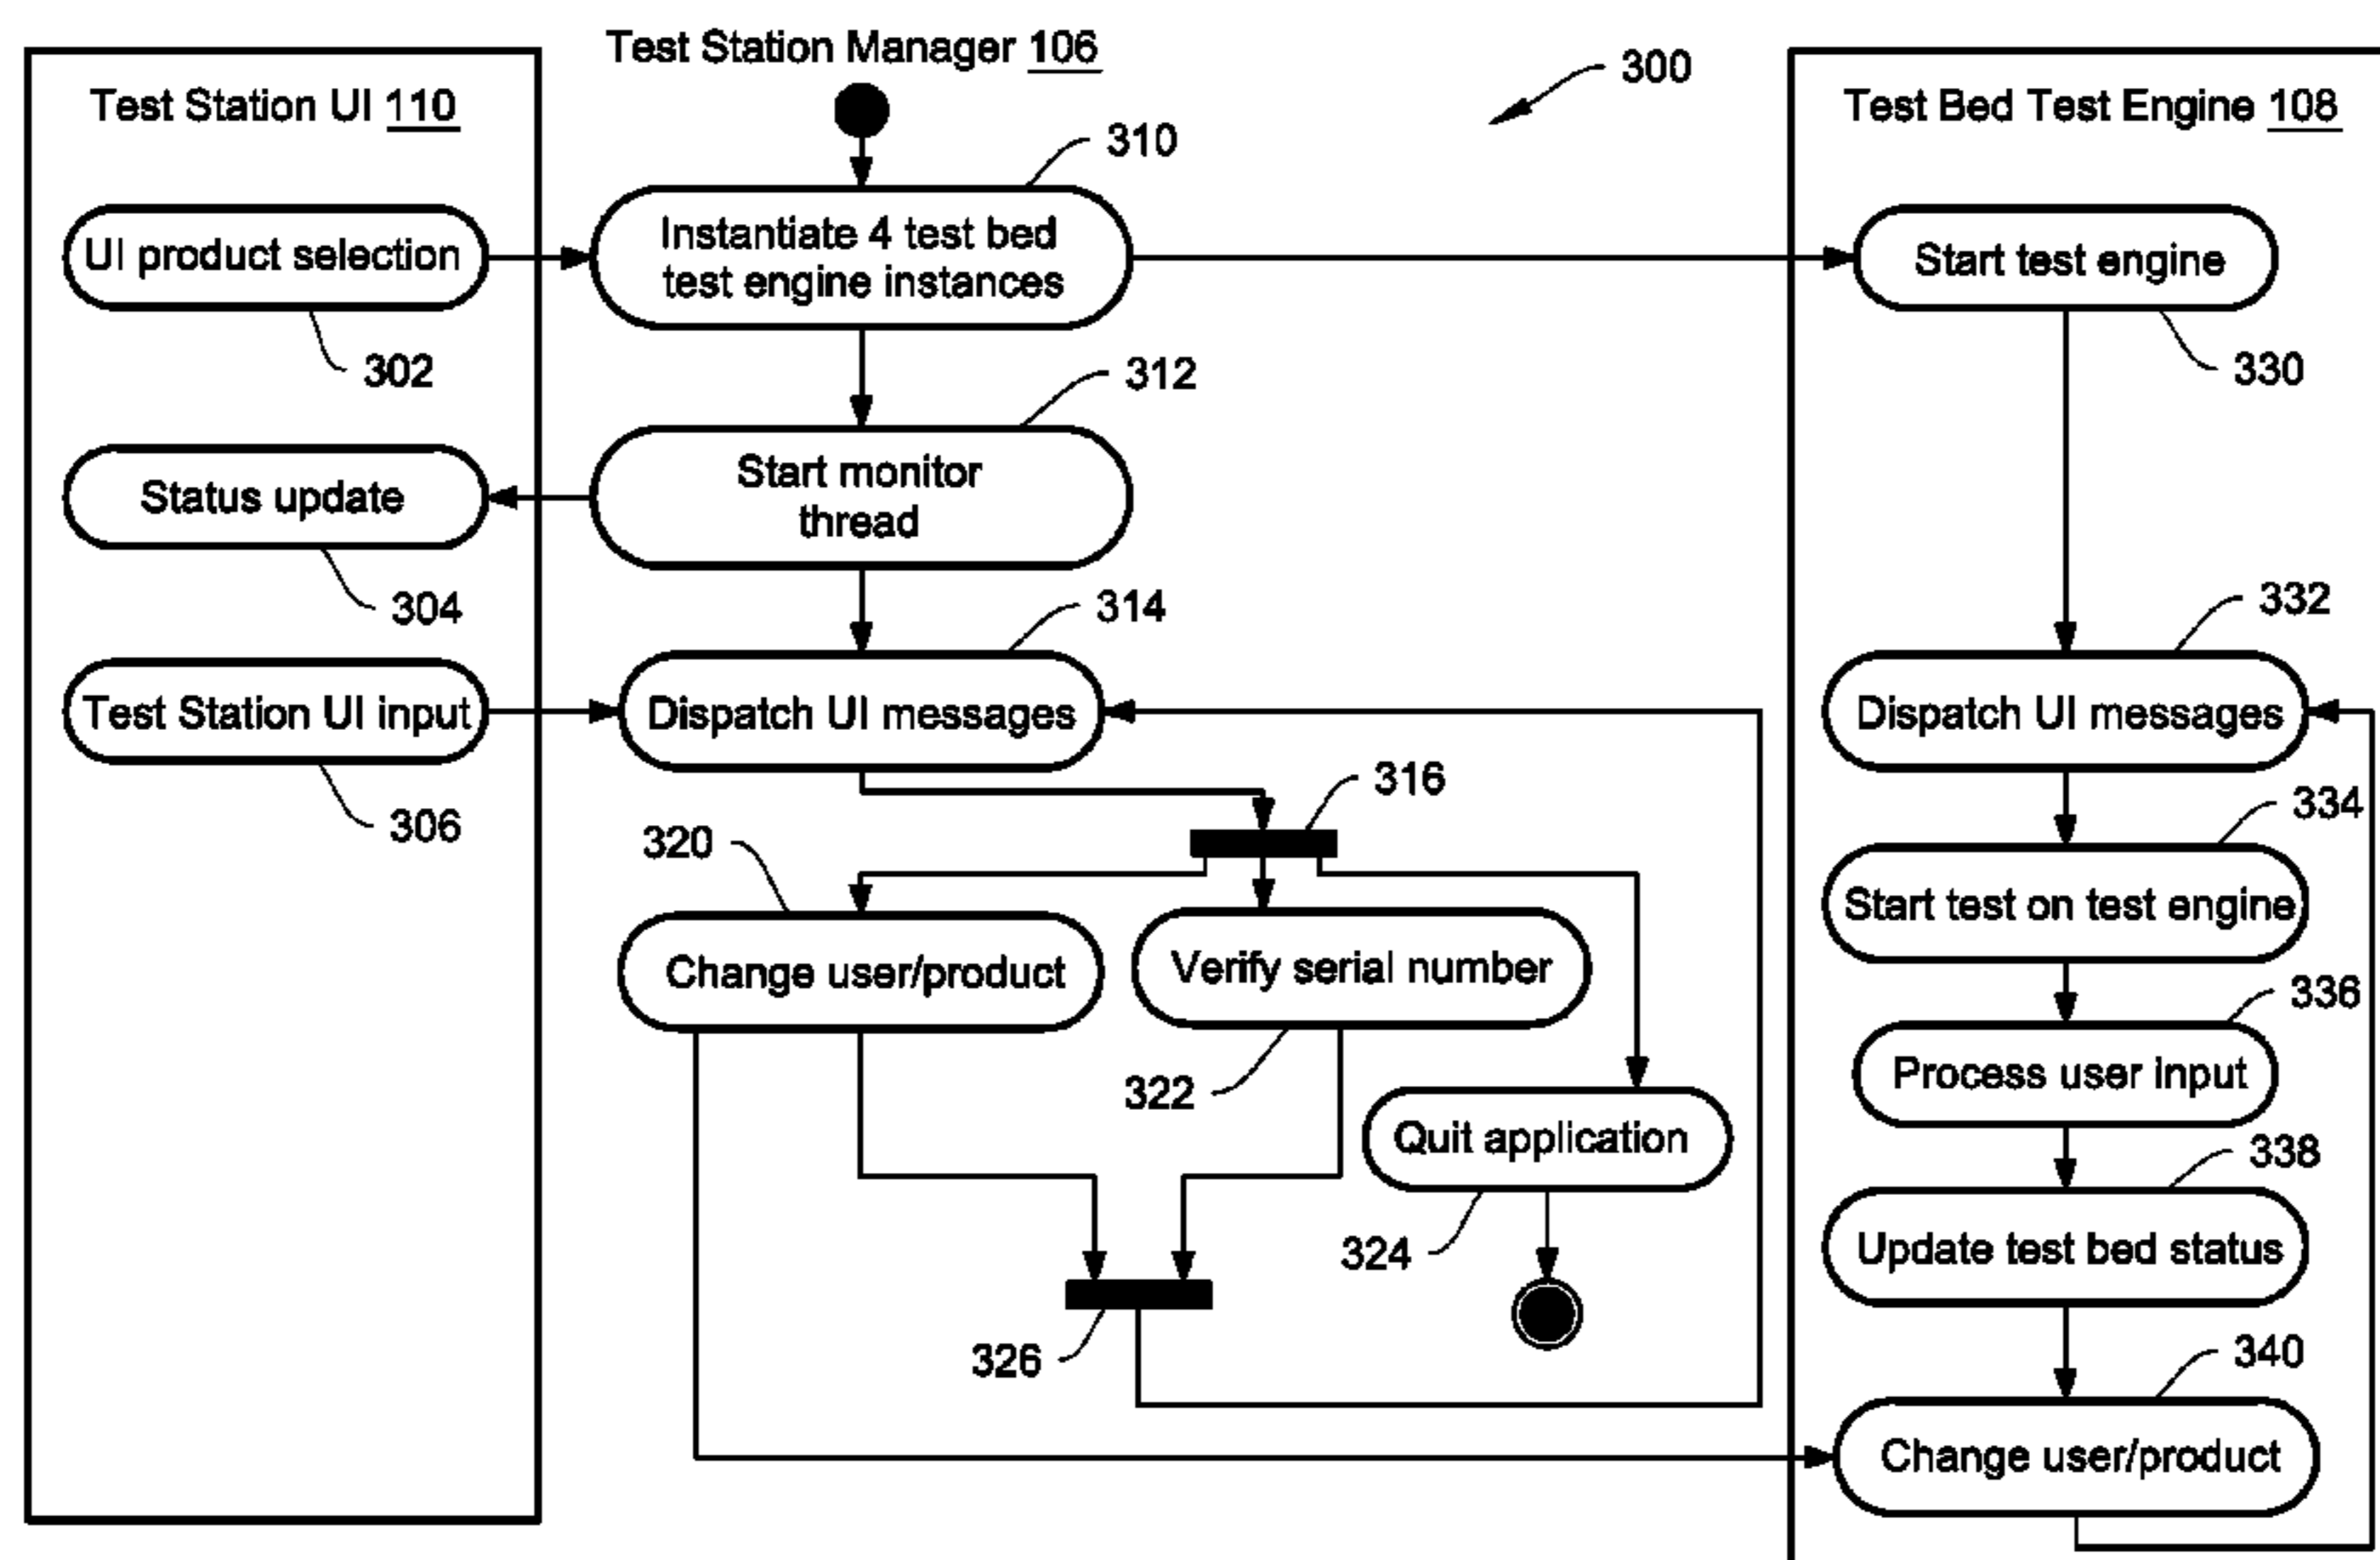 Test Station Manager 106
300
Test Station UI 110
Test Bed Test Engine 108
310
UI product selection
Instantiate 4 test bed
test engine instances
Start test engine
302
312
330
Status update
Start monitor
thread
304
314
332
Test Station UI input
Dispatch UI messages
Dispatch UI messages
306
316
334
320
Start test on test engine
Change user/product
Verify serial number
336
322
Process user input
Quit application
338
324
Update test bed status
326
340
Change user/product